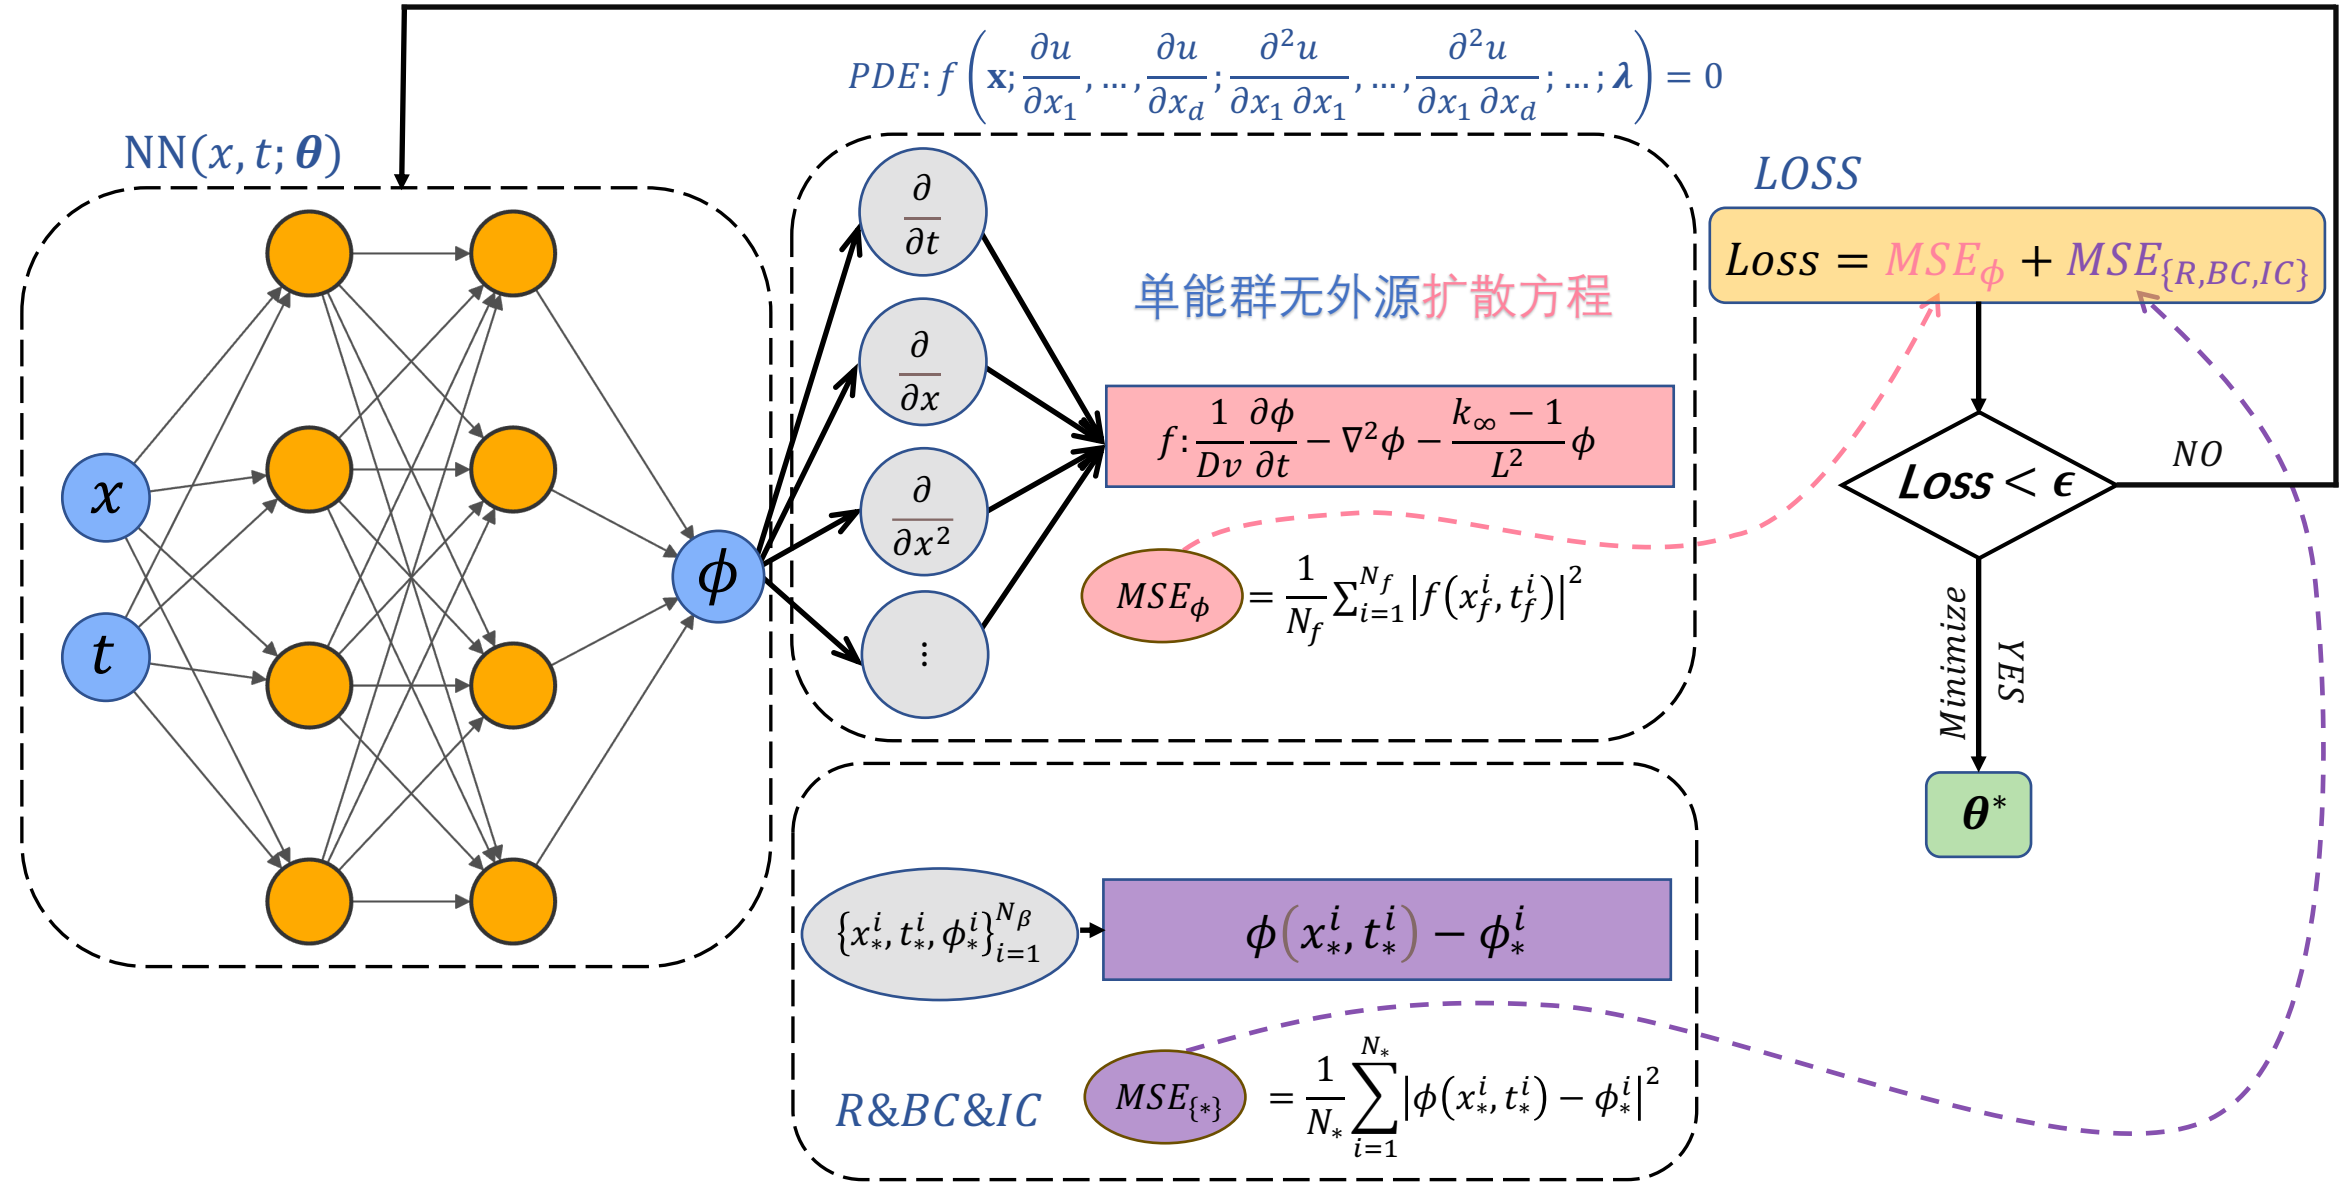 PDE: f(𝐱; ∂u/∂x₁, …, ∂u/∂x_d; ∂²u/∂x₁ ∂x₁, …, ∂²u/∂x₁ ∂x_d; …; 𝝀) = 0
NN(x, t; 𝜽)
x
t
ϕ
∂/∂t
∂/∂x
∂/∂x²
⋮
单能群无外源扩散方程
f: 1/Dv ∂ϕ/∂t − ∇²ϕ − (k_∞ − 1)/L² ϕ
MSE_ϕ = 1/N_f ∑_{i=1}^{N_f} |f(x_f^i, t_f^i)|²
LOSS
Loss = MSE_ϕ + MSE_{R,BC,IC}
Loss < ϵ
NO
Minimize
YES
𝜽*
{x_*^i, t_*^i, ϕ_*^i}_{i=1}^{N_β}
ϕ(x_*^i, t_*^i) − ϕ_*^i
R&BC&IC
MSE_{*} = 1/N_* ∑_{i=1}^{N_*} |ϕ(x_*^i, t_*^i) − ϕ_*^i|²